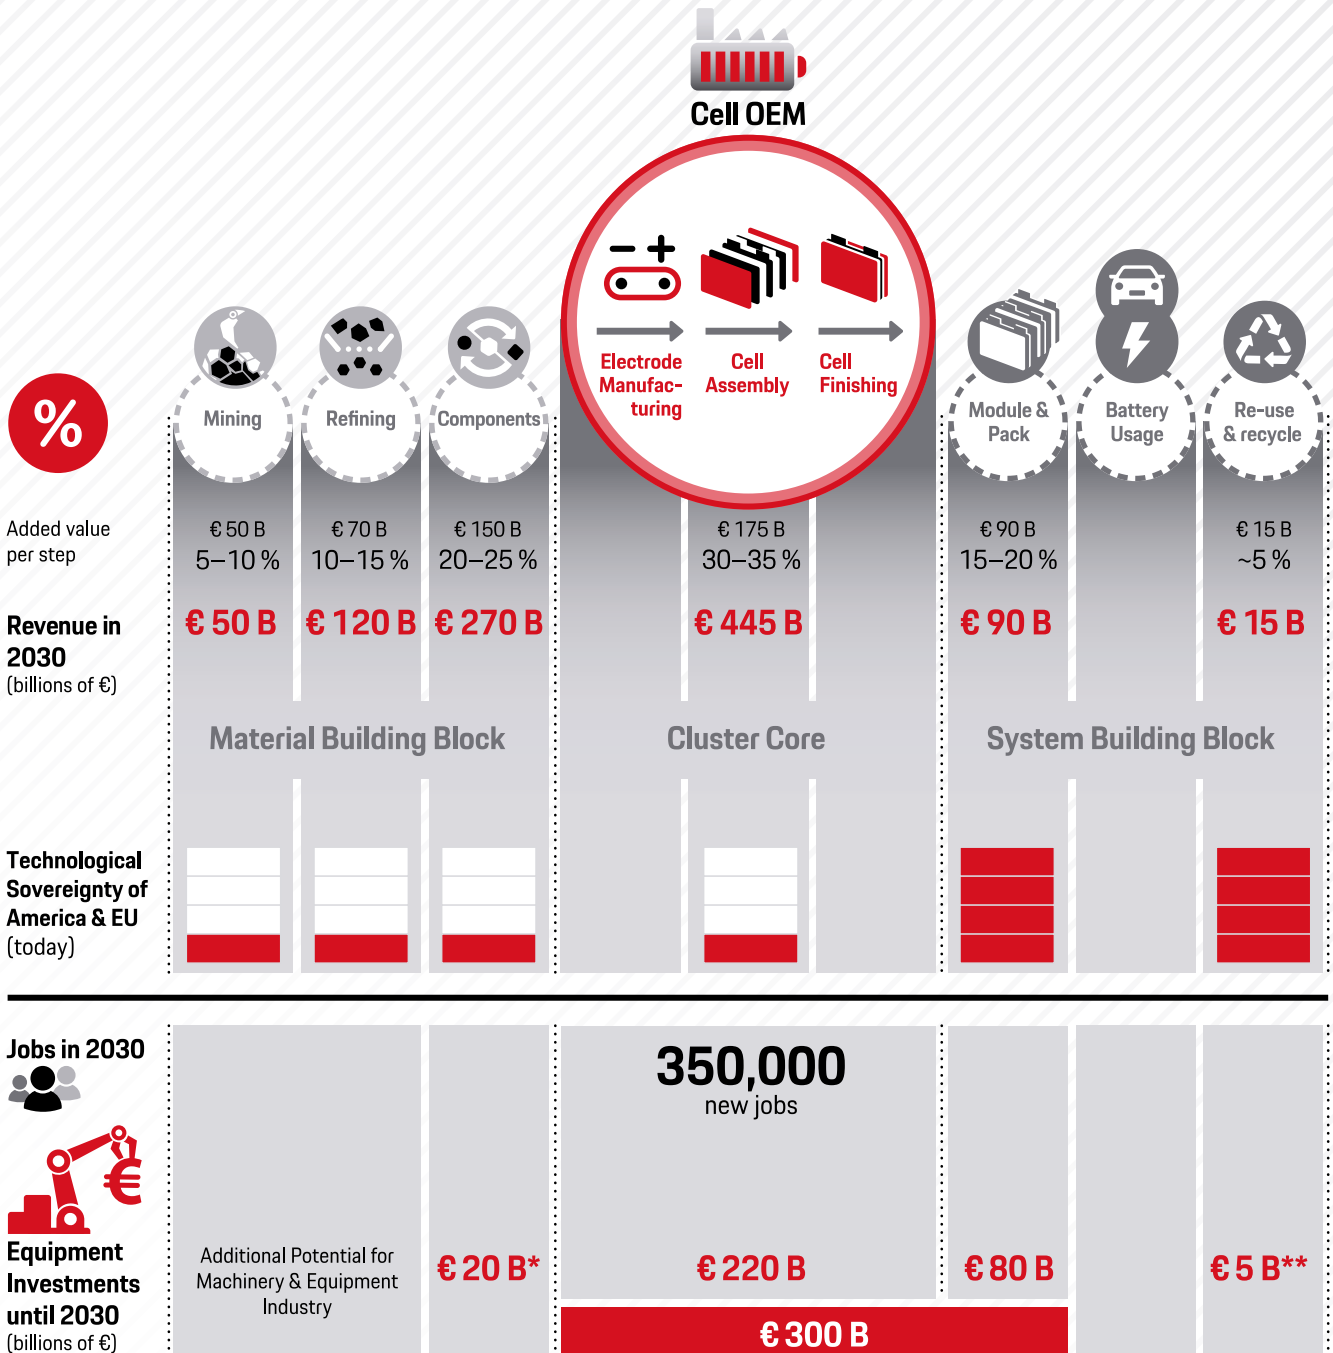 Cell OEM
Electrode
Manufac-
turing
Cell
Assembly
Cell
Finishing
%
Mining
Refining
Components
Module &
Pack
Battery
Usage
Re-use
& recycle
Added value
per step
€ 50 B
5–10 %
€ 70 B
10–15 %
€ 150 B
20–25 %
€ 175 B
30–35 %
€ 90 B
15–20 %
€ 15 B
~5 %
Revenue in
2030
(billions of €)
€ 50 B
€ 120 B
€ 270 B
€ 445 B
€ 90 B
€ 15 B
Material Building Block
Cluster Core
System Building Block
Technological
Sovereignty of
America & EU
(today)
Jobs in 2030
350,000
new jobs
€
Equipment
Investments
until 2030
(billions of €)
Additional Potential for
Machinery & Equipment
Industry
€ 20 B*
€ 220 B
€ 80 B
€ 5 B**
€ 300 B